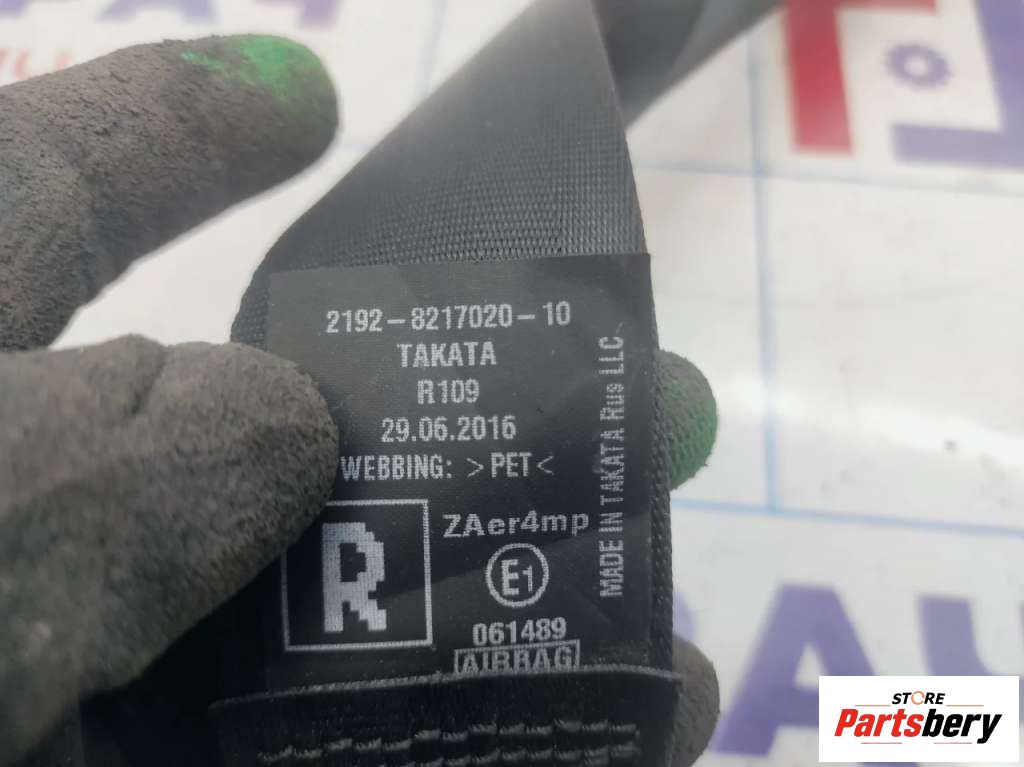 2192-8217020-10
TAKATA
R109
29.06.2016
WEBBING: >PET<
R
ZAer4mp
E1
061489
AIRBAG
MADE IN TAKATA Rus LLC
STORE
Partsbery